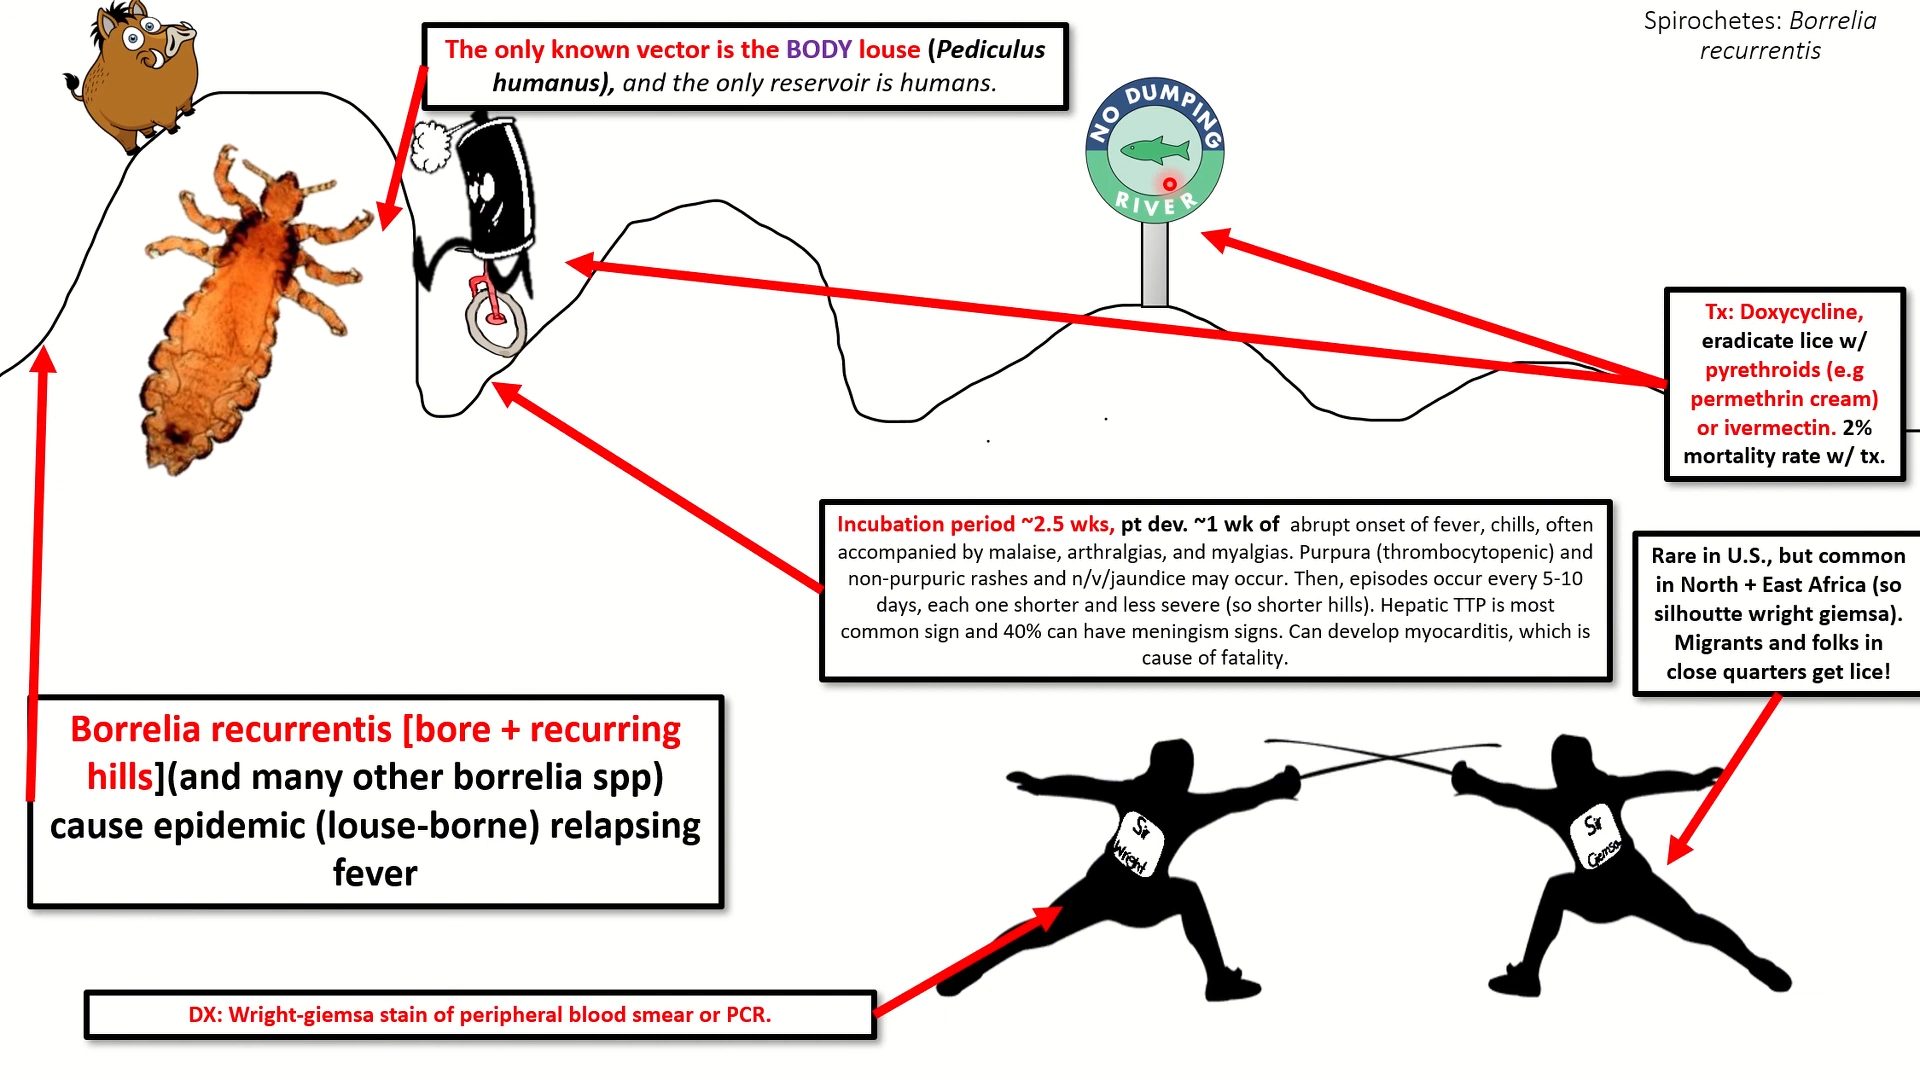 Spirochetes: Borrelia
recurrentis
The only known vector is the BODY louse (Pediculus
humanus), and the only reservoir is humans.
NO DUMPING
RIVER
Tx: Doxycycline,
eradicate lice w/
pyrethroids (e.g
permethrin cream)
or ivermectin. 2%
mortality rate w/ tx.
Incubation period ~2.5 wks, pt dev. ~1 wk of abrupt onset of fever, chills, often
accompanied by malaise, arthralgias, and myalgias. Purpura (thrombocytopenic) and
non-purpuric rashes and n/v/jaundice may occur. Then, episodes occur every 5-10
days, each one shorter and less severe (so shorter hills). Hepatic TTP is most
common sign and 40% can have meningism signs. Can develop myocarditis, which is
cause of fatality.
Rare in U.S., but common
in North + East Africa (so
silhoutte wright giemsa).
Migrants and folks in
close quarters get lice!
Borrelia recurrentis [bore + recurring
hills](and many other borrelia spp)
cause epidemic (louse-borne) relapsing
fever
Sir
Wright
Sir
Giemsa
DX: Wright-giemsa stain of peripheral blood smear or PCR.